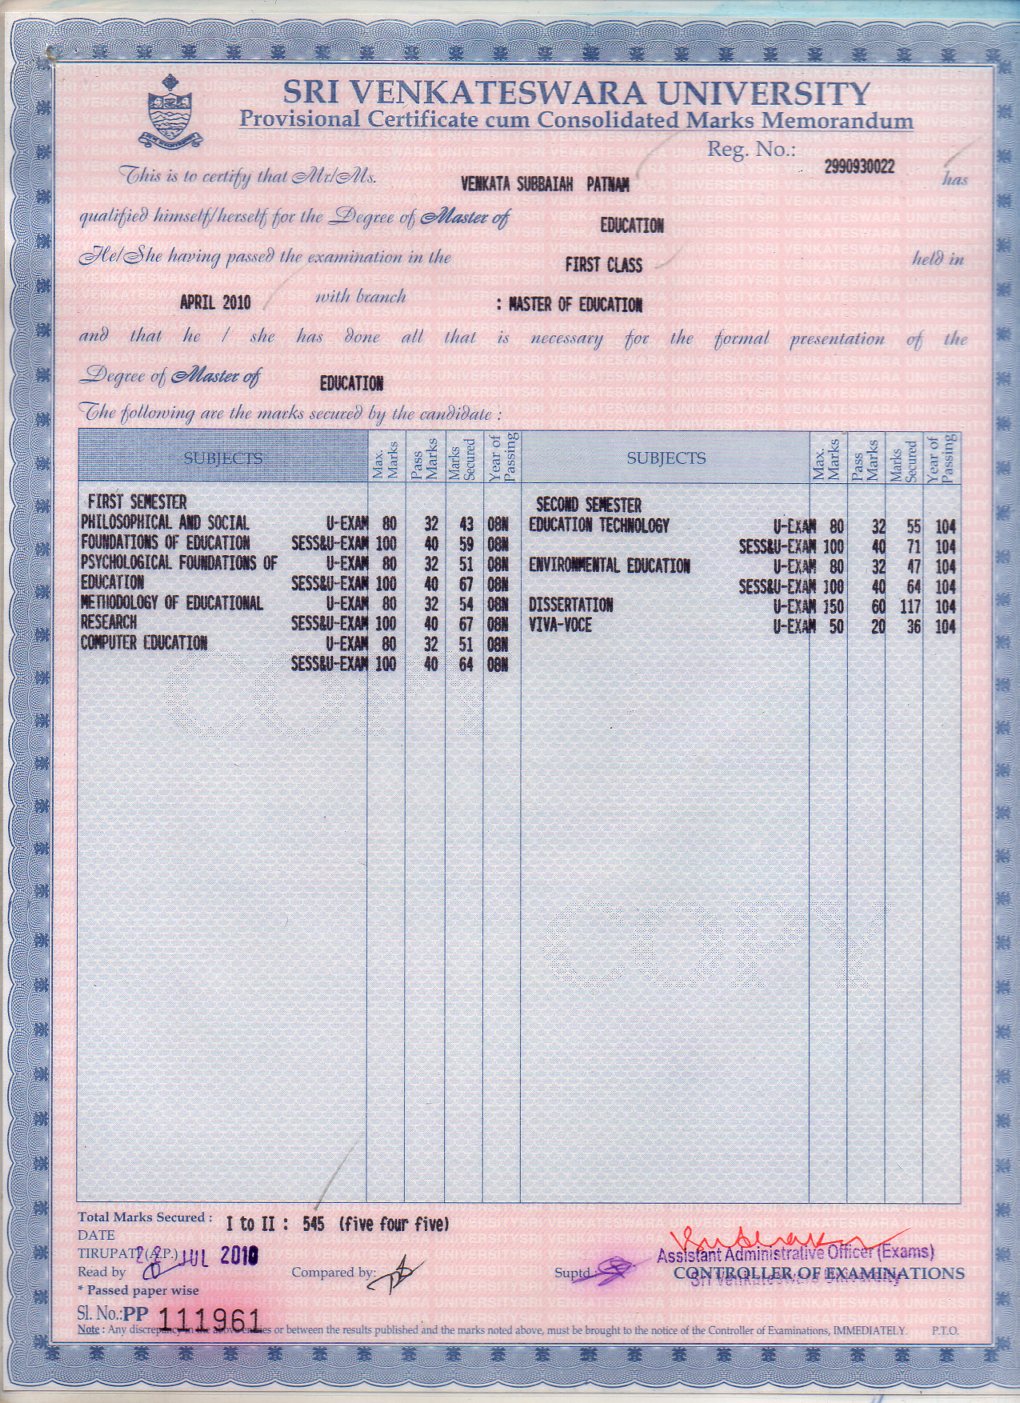 SRI VENKATESWARA UNIVERSITY
Provisional Certificate cum Consolidated Marks Memorandum
Reg. No.: 2990930022
This is to certify that Mr/Ms. VENKATA SUBBAIAH PATNAM has
qualified himself/herself for the Degree of Master of EDUCATION
He/She having passed the examination in the FIRST CLASS held in
APRIL 2010 with branch : MASTER OF EDUCATION
and that he / she has done all that is necessary for the formal presentation of the
Degree of Master of EDUCATION
The following are the marks secured by the candidate :
SUBJECTS Max. Marks Pass Marks Marks Secured Year of Passing SUBJECTS Max. Marks Pass Marks Marks Secured Year of Passing
FIRST SEMESTER
PHILOSOPHICAL AND SOCIAL U-EXAM 80 32 43 08N
FOUNDATIONS OF EDUCATION SESS&U-EXAM 100 40 59 08N
PSYCHOLOGICAL FOUNDATIONS OF U-EXAM 80 32 51 08N
EDUCATION SESS&U-EXAM 100 40 67 08N
METHODOLOGY OF EDUCATIONAL U-EXAM 80 32 54 08N
RESEARCH SESS&U-EXAM 100 40 67 08N
COMPUTER EDUCATION U-EXAM 80 32 51 08N
SESS&U-EXAM 100 40 64 08N
SECOND SEMESTER
EDUCATION TECHNOLOGY U-EXAM 80 32 55 104
SESS&U-EXAM 100 40 71 104
ENVIRONMENTAL EDUCATION U-EXAM 80 32 47 104
SESS&U-EXAM 100 40 64 104
DISSERTATION U-EXAM 150 60 117 104
VIVA-VOCE U-EXAM 50 20 36 104
COPY
COPY
Total Marks Secured : I to II : 545 (five four five)
DATE
TIRUPATI (A.P.) JUL 2010
Read by Compared by: Suptd.:
Assistant Administrative Officer (Exams)
CONTROLLER OF EXAMINATIONS
Sri Venkateswara University
* Passed paper wise
Sl. No.:PP 111961
Note : Any discrepancy in the above entries or between the results published and the marks noted above, must be brought to the notice of the Controller of Examinations, IMMEDIATELY. P.T.O.